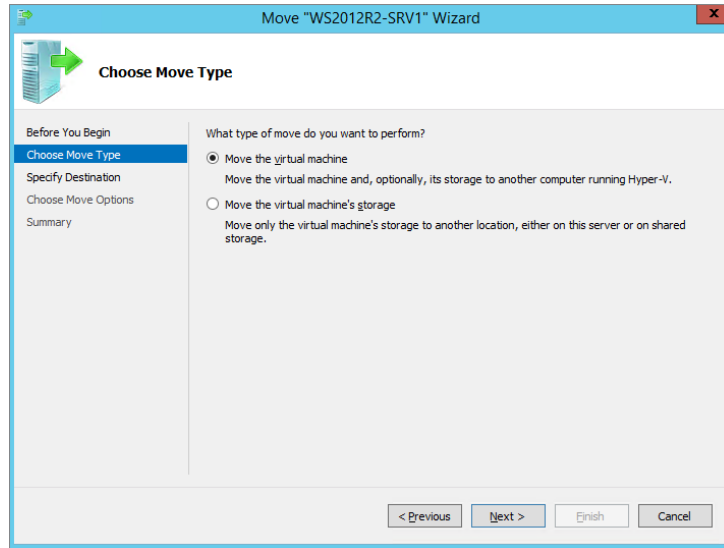 Move "WS2012R2-SRV1" Wizard
x
Choose Move Type
Before You Begin
Choose Move Type
Specify Destination
Choose Move Options
Summary
What type of move do you want to perform?
Move the virtual machine
Move the virtual machine and, optionally, its storage to another computer running Hyper-V.
Move the virtual machine's storage
Move only the virtual machine's storage to another location, either on this server or on shared
storage.
< Previous
Next >
Finish
Cancel